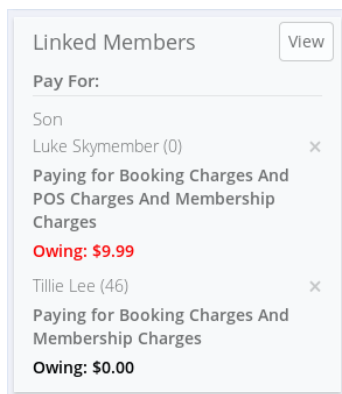 Linked Members
View
Pay For:
Son
Luke Skymember (0)
×
Paying for Booking Charges And
POS Charges And Membership
Charges
Owing: $9.99
Tillie Lee (46)
×
Paying for Booking Charges And
Membership Charges
Owing: $0.00